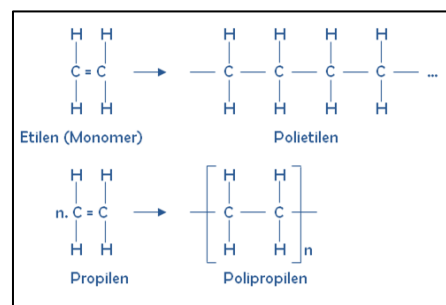 H H H H H H
C = C → C — C — C — C — ...
H H H H H H
Etilen (Monomer) Polietilen
H H H H
n. C = C → C — C
H H H H n
Propilen Polipropilen